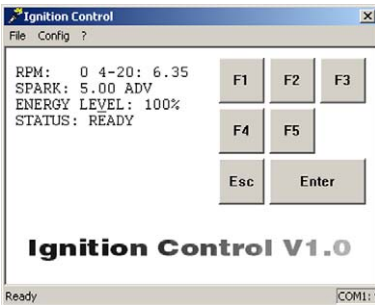 Ignition Control
File Config ?
RPM: 0 4-20: 6.35
SPARK: 5.00 ADV
ENERGY LEVEL: 100%
STATUS: READY
F1 F2 F3
F4 F5
Esc Enter
Ignition Control V1.0
Ready COM1: